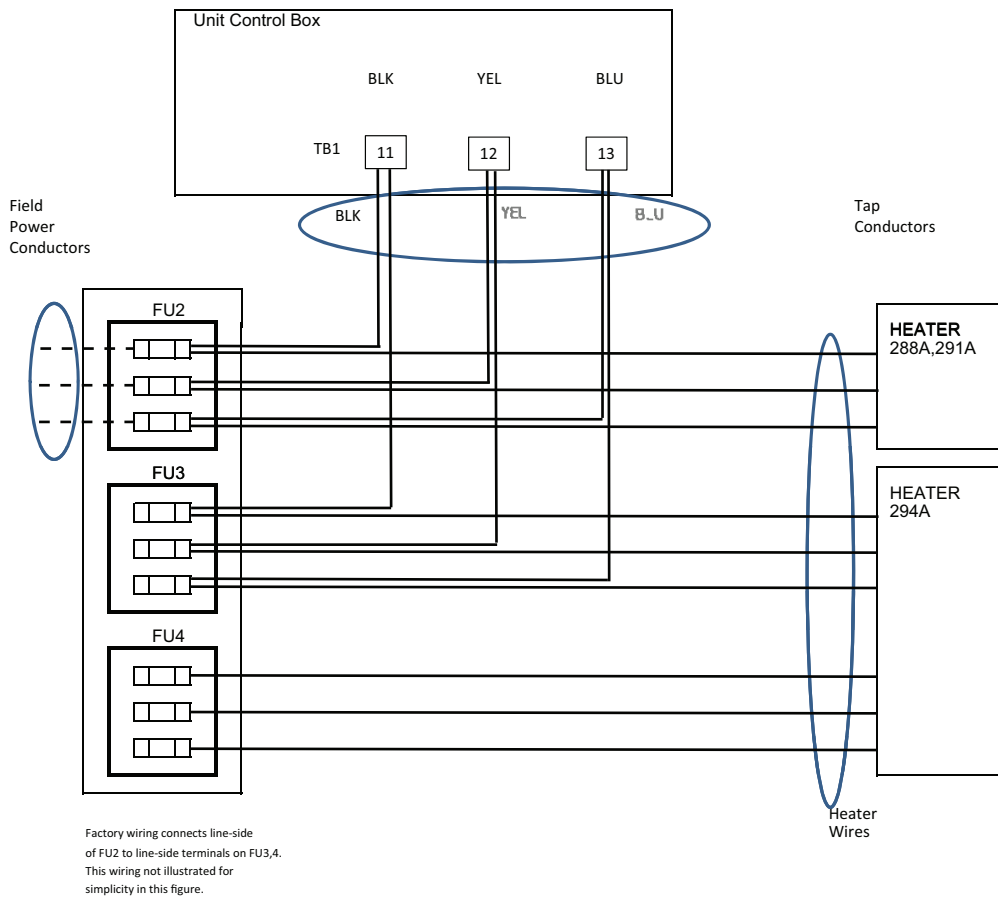 Unit Control Box
BLK YEL BLU
TB1 11 12 13
BLK YEL BLU
Field
Power
Conductors
Tap
Conductors
FU2
HEATER
288A,291A
FU3
HEATER
294A
FU4
Heater
Wires
Factory wiring connects line-side
of FU2 to line-side terminals on FU3,4.
This wiring not illustrated for
simplicity in this figure.